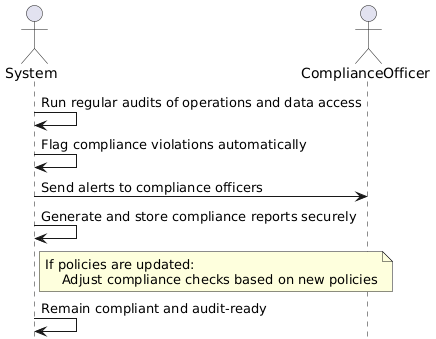 System
ComplianceOfficer
Run regular audits of operations and data access
Flag compliance violations automatically
Send alerts to compliance officers
Generate and store compliance reports securely
If policies are updated:
Adjust compliance checks based on new policies
Remain compliant and audit-ready